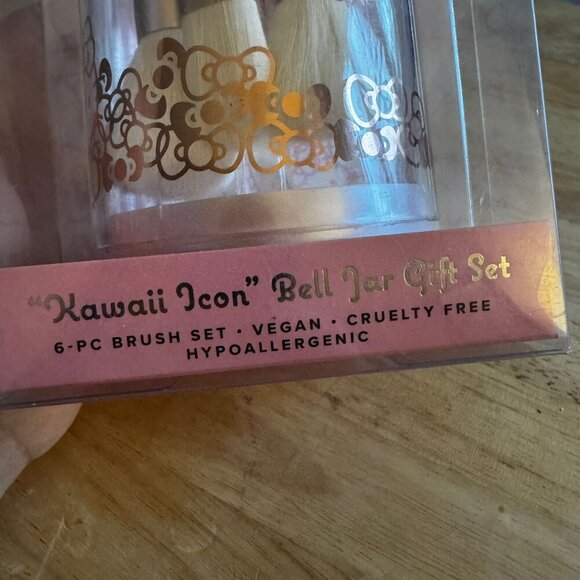 "Kawaii Icon" Bell Jar Gift Set
6-PC BRUSH SET • VEGAN • CRUELTY FREE
HYPOALLERGENIC